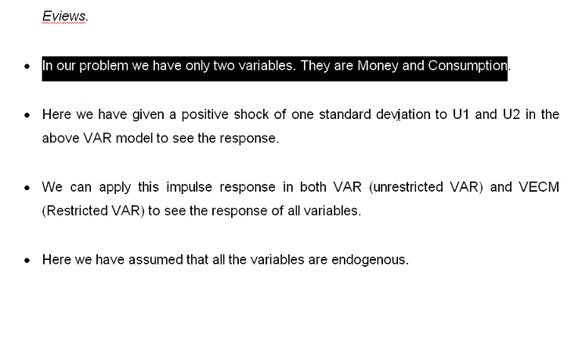 Eviews.
In our problem we have only two variables. They are Money and Consumption.
Here we have given a positive shock of one standard deviation to U1 and U2 in the
above VAR model to see the response.
We can apply this impulse response in both VAR (unrestricted VAR) and VECM
(Restricted VAR) to see the response of all variables.
Here we have assumed that all the variables are endogenous.